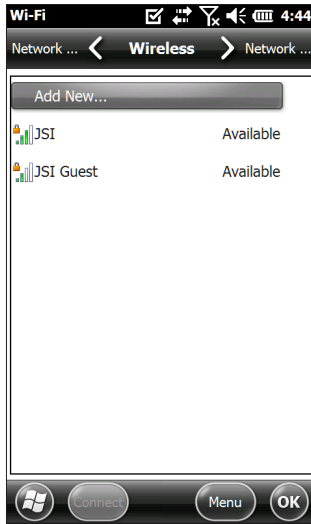 Wi-Fi 4:44
Network ... Wireless Network ...
Add New...
JSI Available
JSI Guest Available
Connect Menu OK